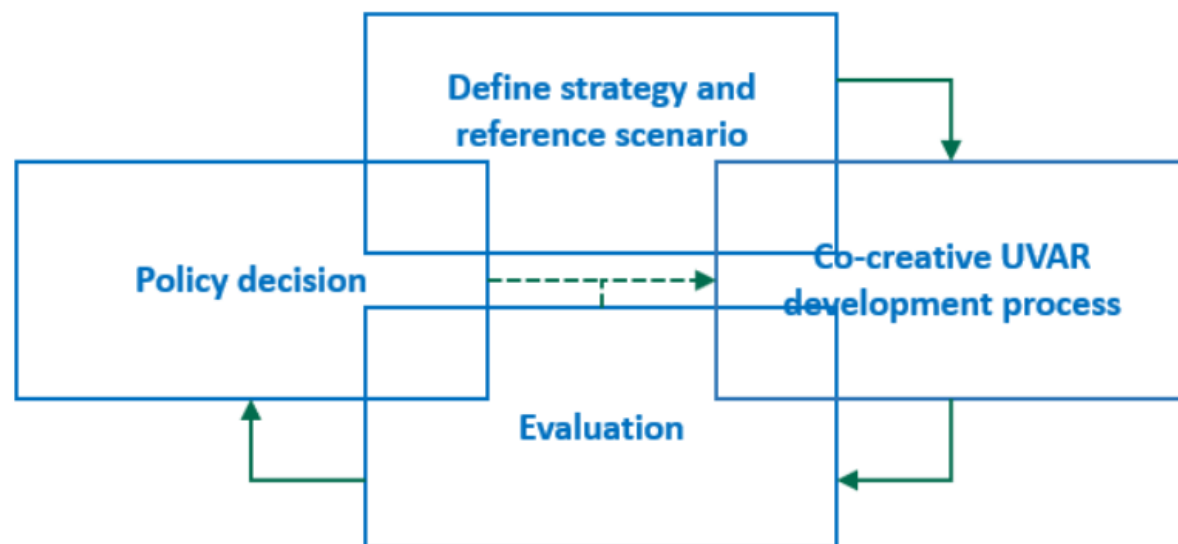 Define strategy and
reference scenario
Policy decision
Co-creative UVAR
development process
Evaluation